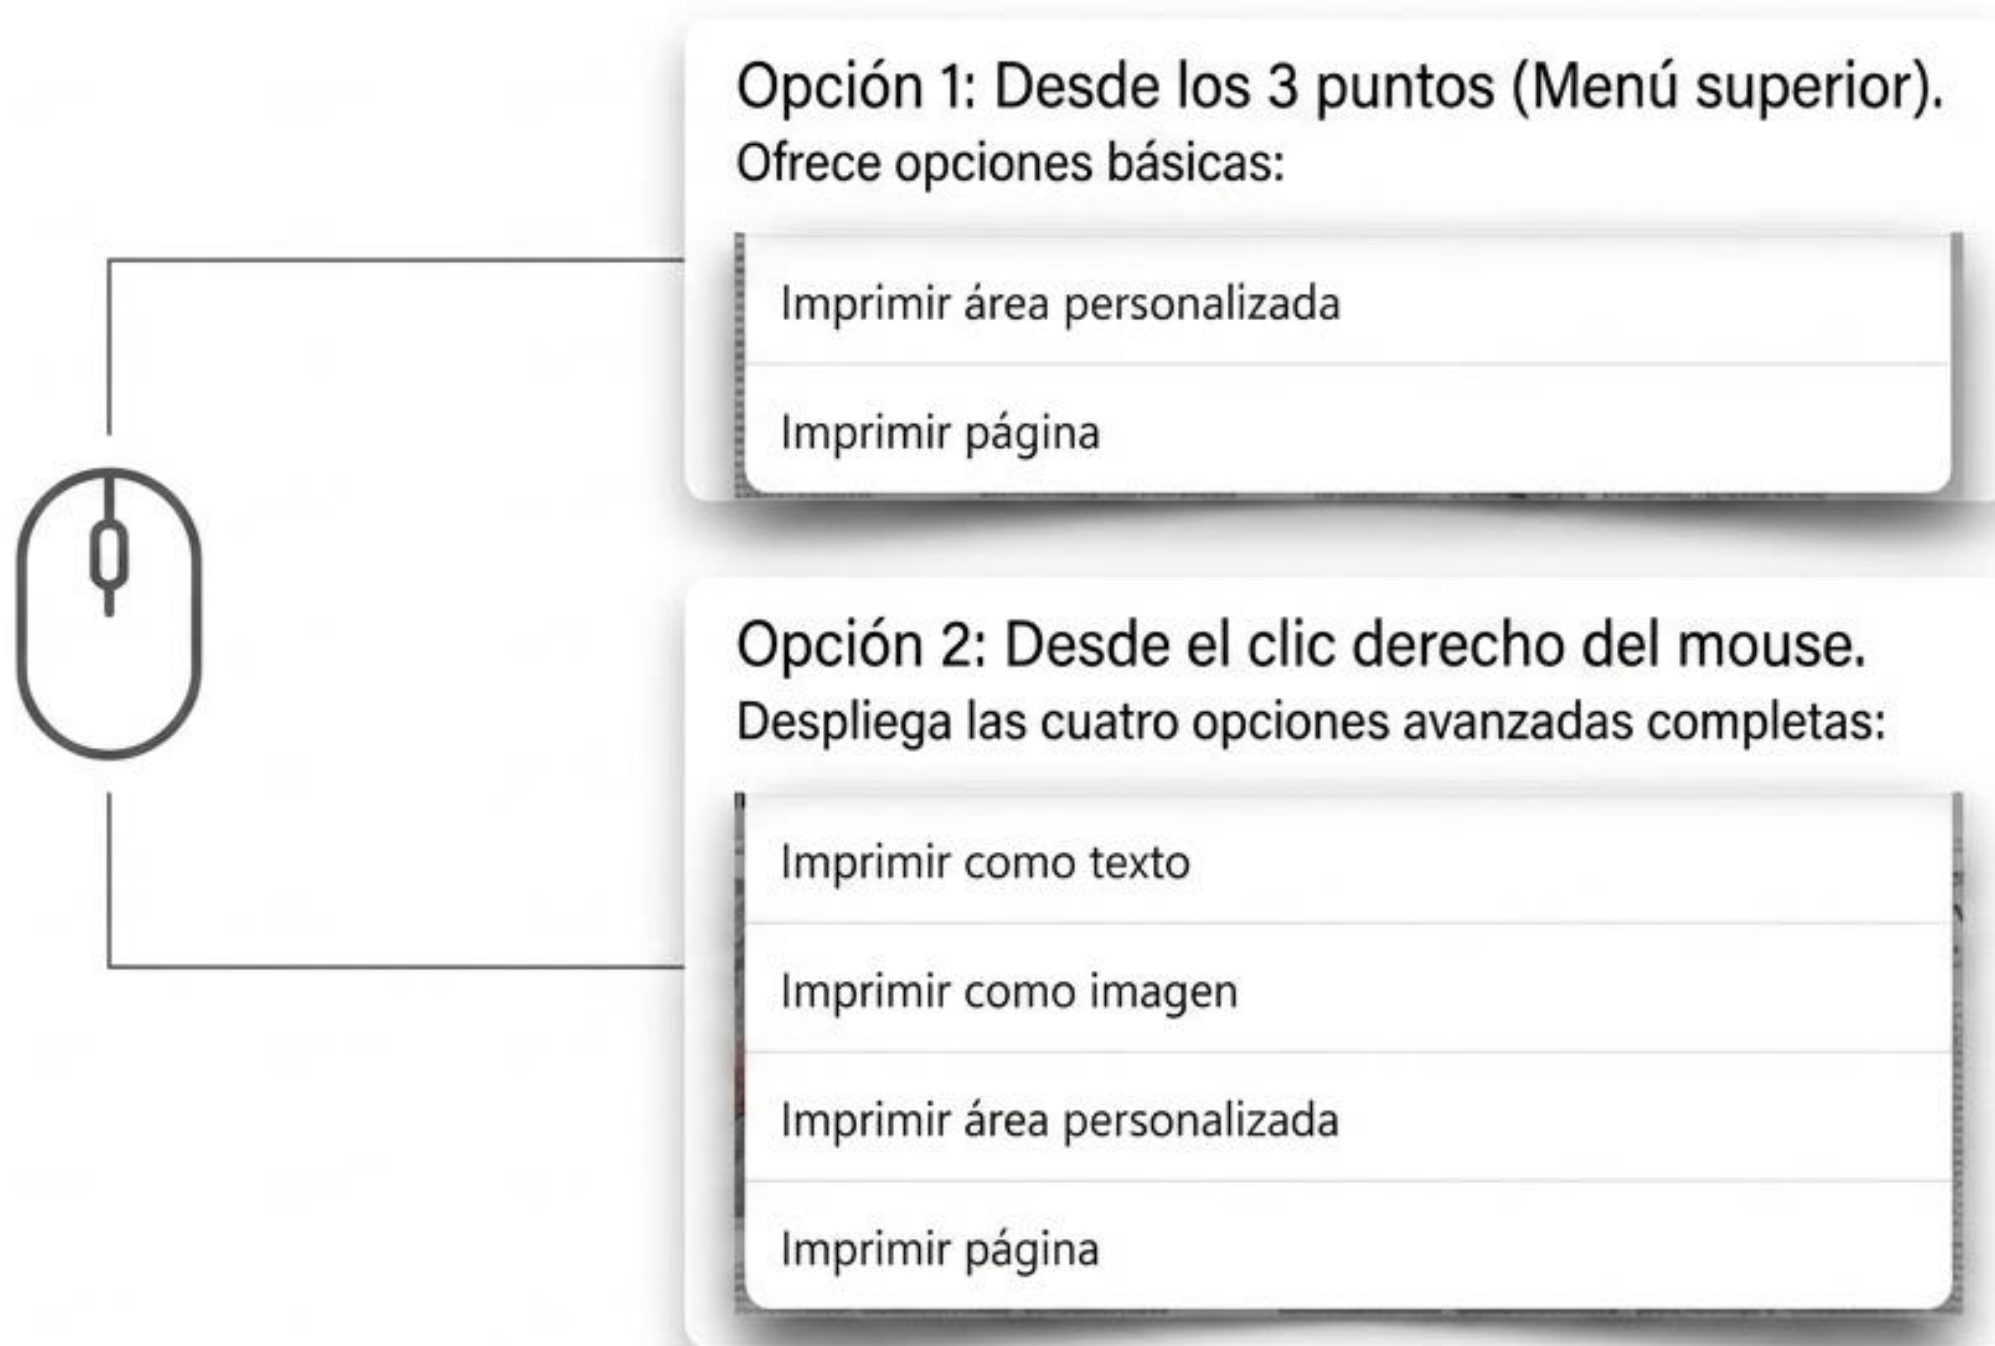 Opción 1: Desde los 3 puntos (Menú superior).
Ofrece opciones básicas:
Imprimir área personalizada
Imprimir página
Opción 2: Desde el clic derecho del mouse.
Despliega las cuatro opciones avanzadas completas:
Imprimir como texto
Imprimir como imagen
Imprimir área personalizada
Imprimir página